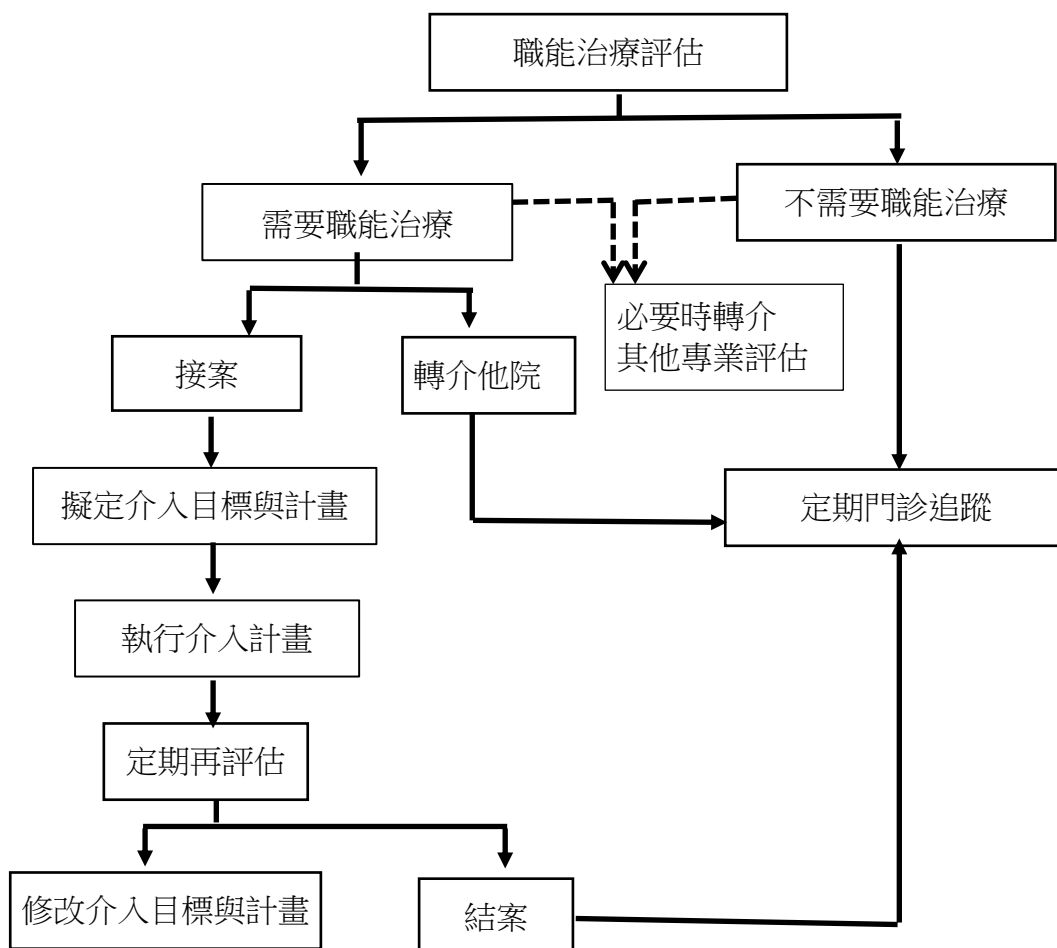 職能治療評估
需要職能治療
不需要職能治療
必要時轉介
其他專業評估
接案
轉介他院
擬定介入目標與計畫
定期門診追蹤
執行介入計畫
定期再評估
修改介入目標與計畫
結案